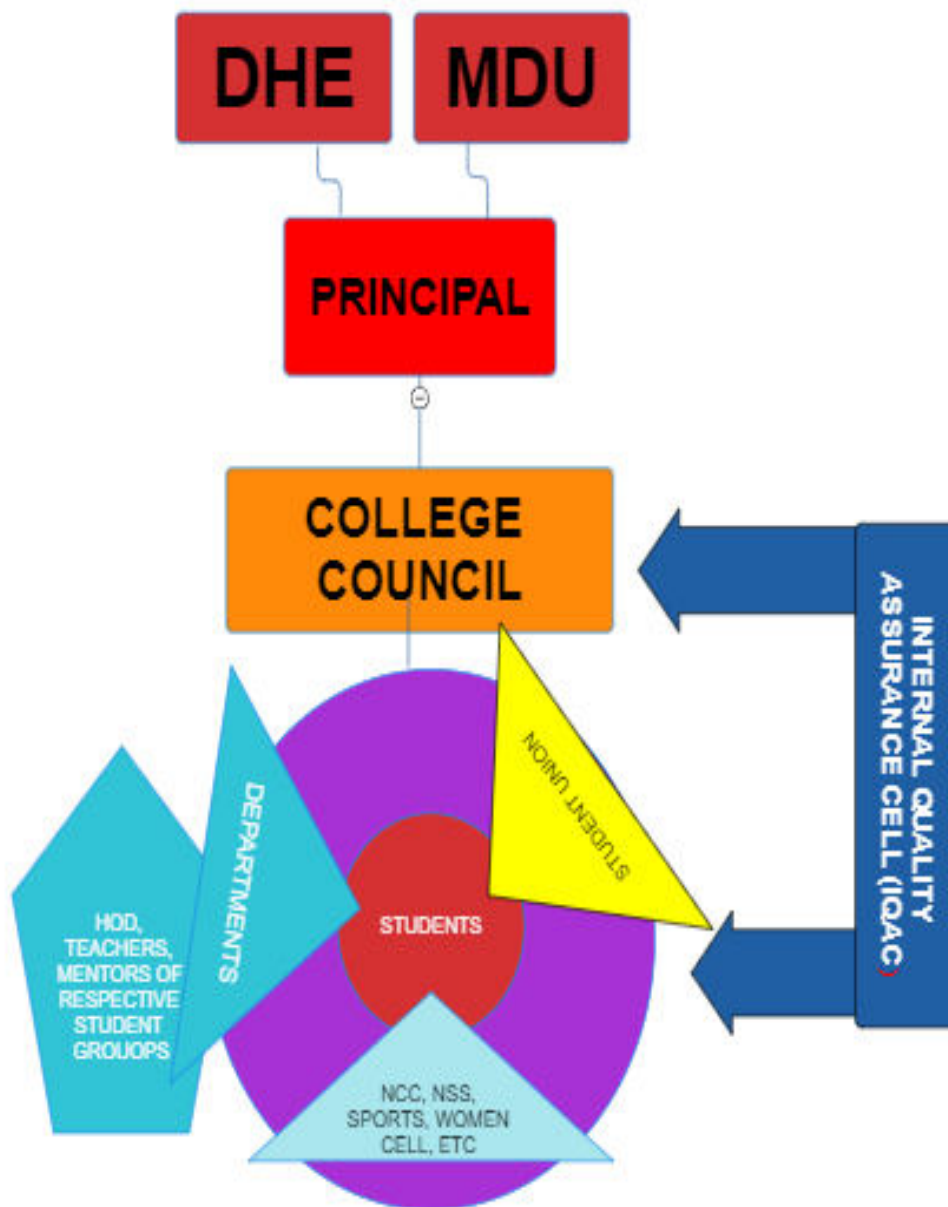 DHE
MDU
PRINCIPAL
COLLEGE
COUNCIL
INTERNAL QUALITY
ASSURANCE CELL (IQAC)
STUDENT UNION
DEPARTMENTS
HOD,
TEACHERS,
MENTORS OF
RESPECTIVE
STUDENT
GROUOPS
STUDENTS
NCC, NSS,
SPORTS, WOMEN
CELL, ETC